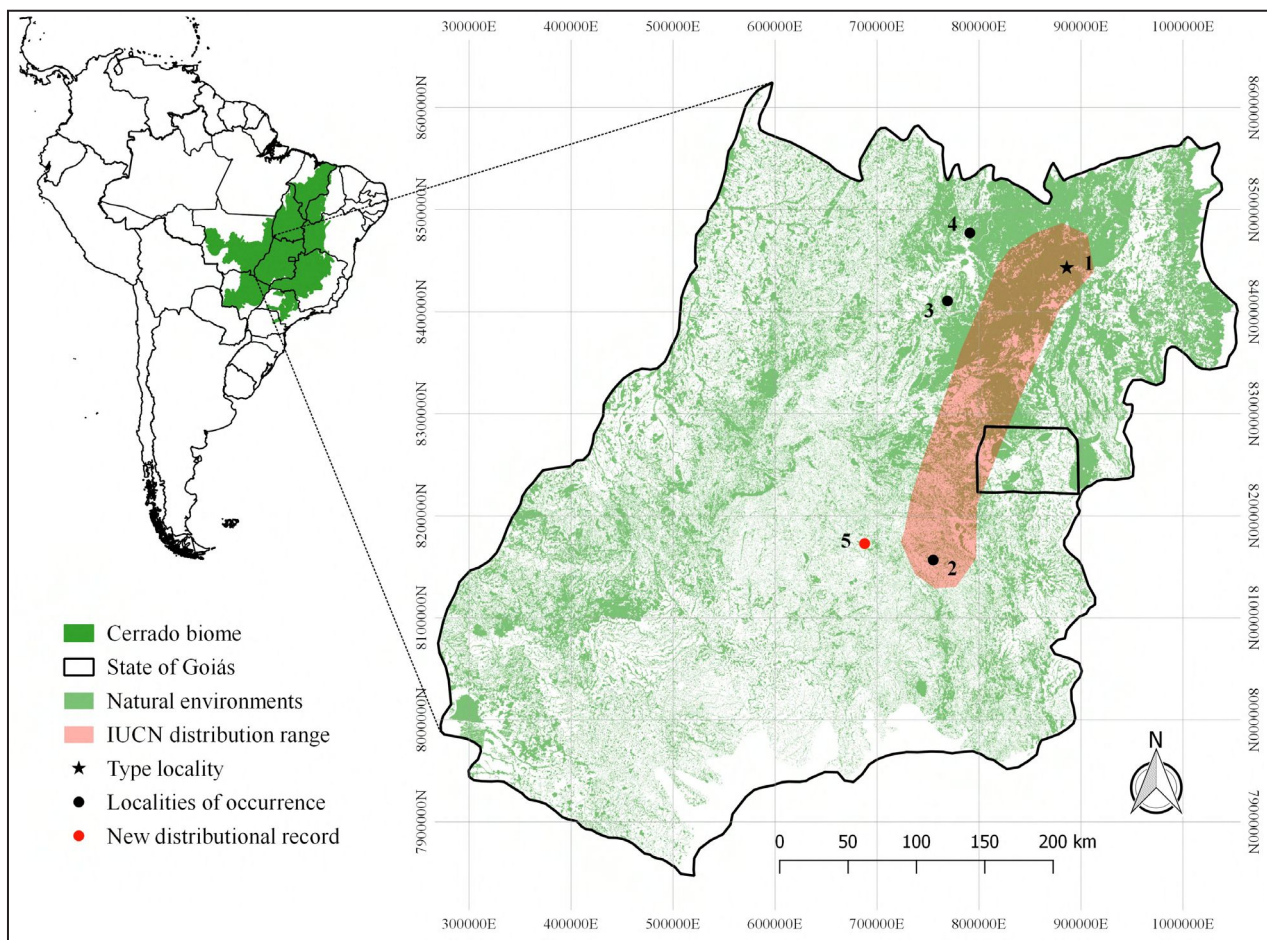 300000E 400000E 500000E 600000E 700000E 800000E 900000E 1000000E
8600000N 8600000N
8500000N 8500000N
8400000N 8400000N
8300000N 8300000N
8200000N 8200000N
8100000N 8100000N
8000000N 8000000N
7900000N 7900000N
4
1
3
5
2
Cerrado biome
State of Goiás
Natural environments
IUCN distribution range
Type locality
Localities of occurrence
New distributional record
N
0 50 100 150 200 km
300000E 400000E 500000E 600000E 700000E 800000E 900000E 1000000E